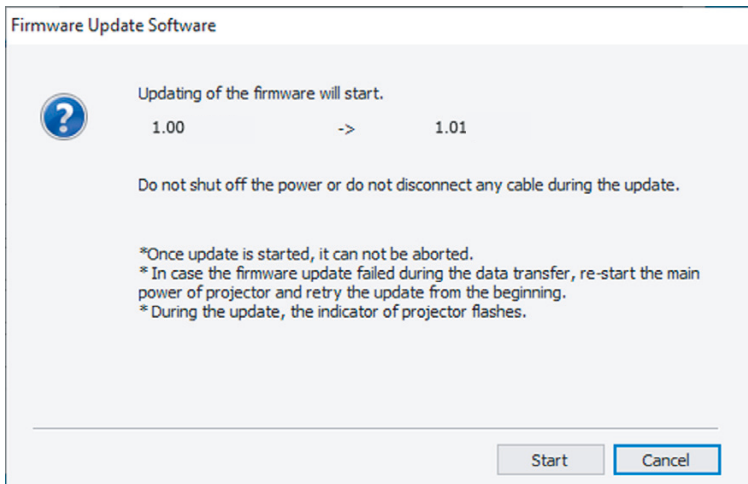 Firmware Update Software
Updating of the firmware will start.
1.00 -> 1.01
Do not shut off the power or do not disconnect any cable during the update.
*Once update is started, it can not be aborted.
* In case the firmware update failed during the data transfer, re-start the main
power of projector and retry the update from the beginning.
* During the update, the indicator of projector flashes.
Start Cancel